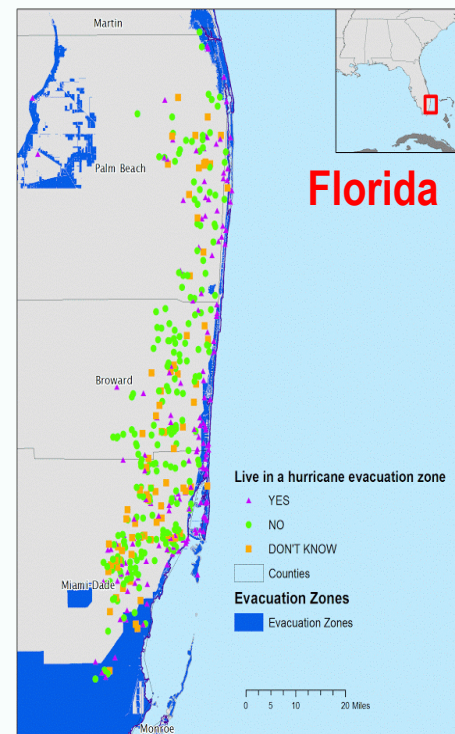 Martin
Palm Beach
Florida
Broward
Live in a hurricane evacuation zone
YES
NO
DON'T KNOW
Counties
Evacuation Zones
Evacuation Zones
Miami-Dade
0 5 10 20 Miles
Monroe